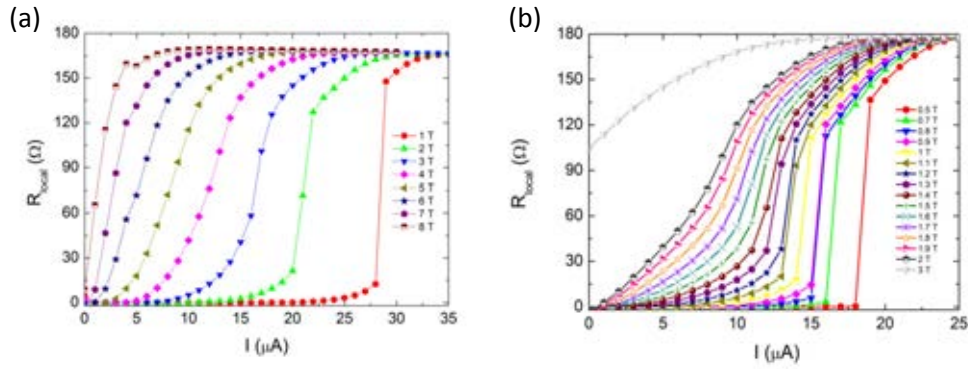 (a)
180
150
120
90
60
30
0
R_local (Ω)
0 5 10 15 20 25 30 35
I (μA)
1 T
2 T
3 T
4 T
5 T
6 T
7 T
8 T
(b)
180
150
120
90
60
30
0
R_local (Ω)
0 5 10 15 20 25
I (μA)
0.5 T
0.7 T
0.8 T
0.9 T
1 T
1.1 T
1.2 T
1.3 T
1.4 T
1.5 T
1.6 T
1.7 T
1.8 T
1.9 T
2 T
3 T